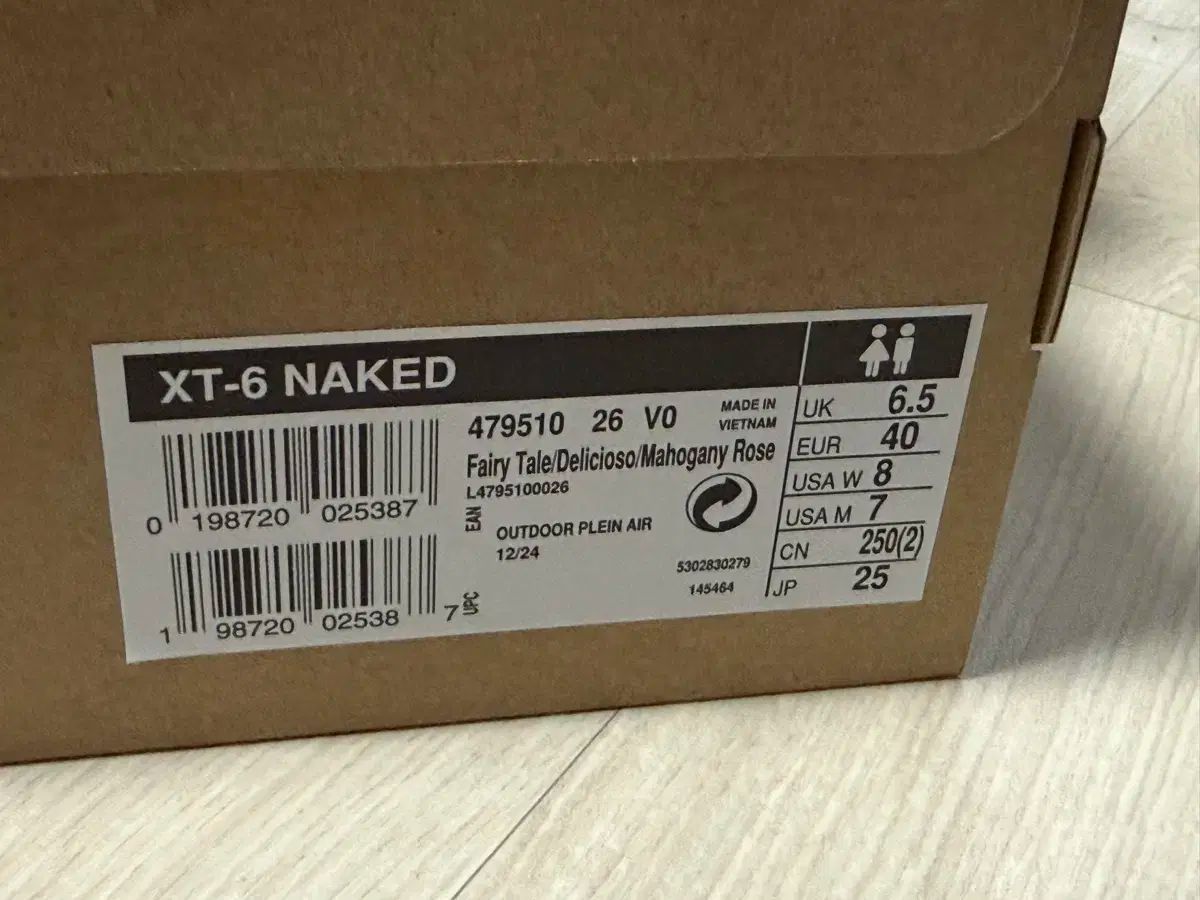 XT-6 NAKED
479510 26 V0
MADE IN
VIETNAM
Fairy Tale/Delicioso/Mahogany Rose
L4795100026
0 198720 025387
EAN
OUTDOOR PLEIN AIR
12/24
5302830279
145464
1 98720 02538 7
UPC
UK 6.5
EUR 40
USA W 8
USA M 7
CN 250(2)
JP 25